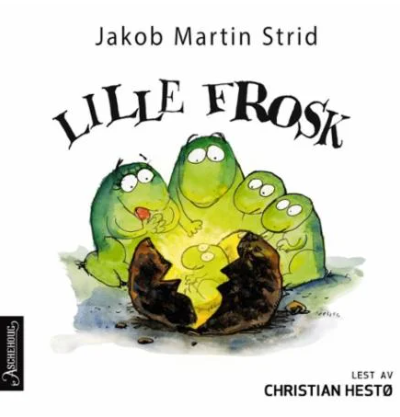 Jakob Martin Strid
LILLE FROSK
ASCHEHOUG
LEST AV
CHRISTIAN HESTØ